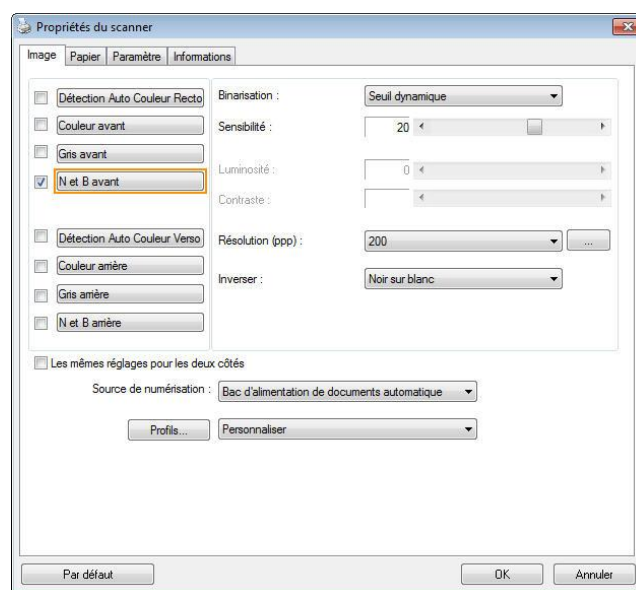 Propriétés du scanner
Image Papier Paramètre Informations
Détection Auto Couleur Recto
Couleur avant
Gris avant
N et B avant
Détection Auto Couleur Verso
Couleur arrière
Gris arrière
N et B arrière
Binarisation : Seuil dynamique
Sensibilité : 20
Luminosité : 0
Contraste :
Résolution (ppp) : 200 ...
Inverser : Noir sur blanc
Les mêmes réglages pour les deux côtés
Source de numérisation : Bac d'alimentation de documents automatique
Profils... Personnaliser
Par défaut OK Annuler